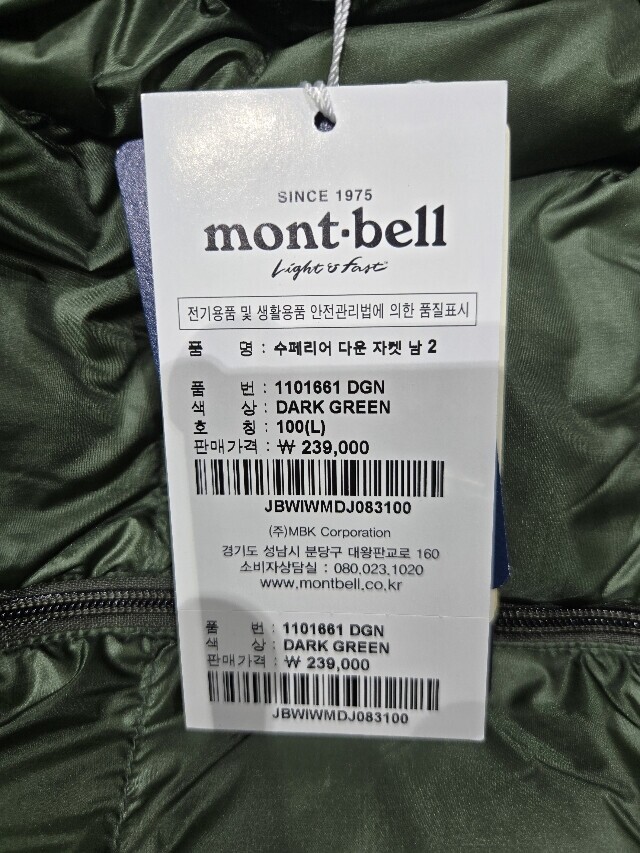 SINCE 1975
mont·bell
Light & Fast
전기용품 및 생활용품 안전관리법에 의한 품질표시
품 명 : 수페리어 다운 자켓 남 2
품 번 : 1101661 DGN
색 상 : DARK GREEN
호 칭 : 100(L)
판매가격 : ₩ 239,000
JBWIWMDJ083100
(주)MBK Corporation
경기도 성남시 분당구 대왕판교로 160
소비자상담실 : 080.023.1020
www.montbell.co.kr
품 번 : 1101661 DGN
색 상 : DARK GREEN
판매가격 : ₩ 239,000
JBWIWMDJ083100